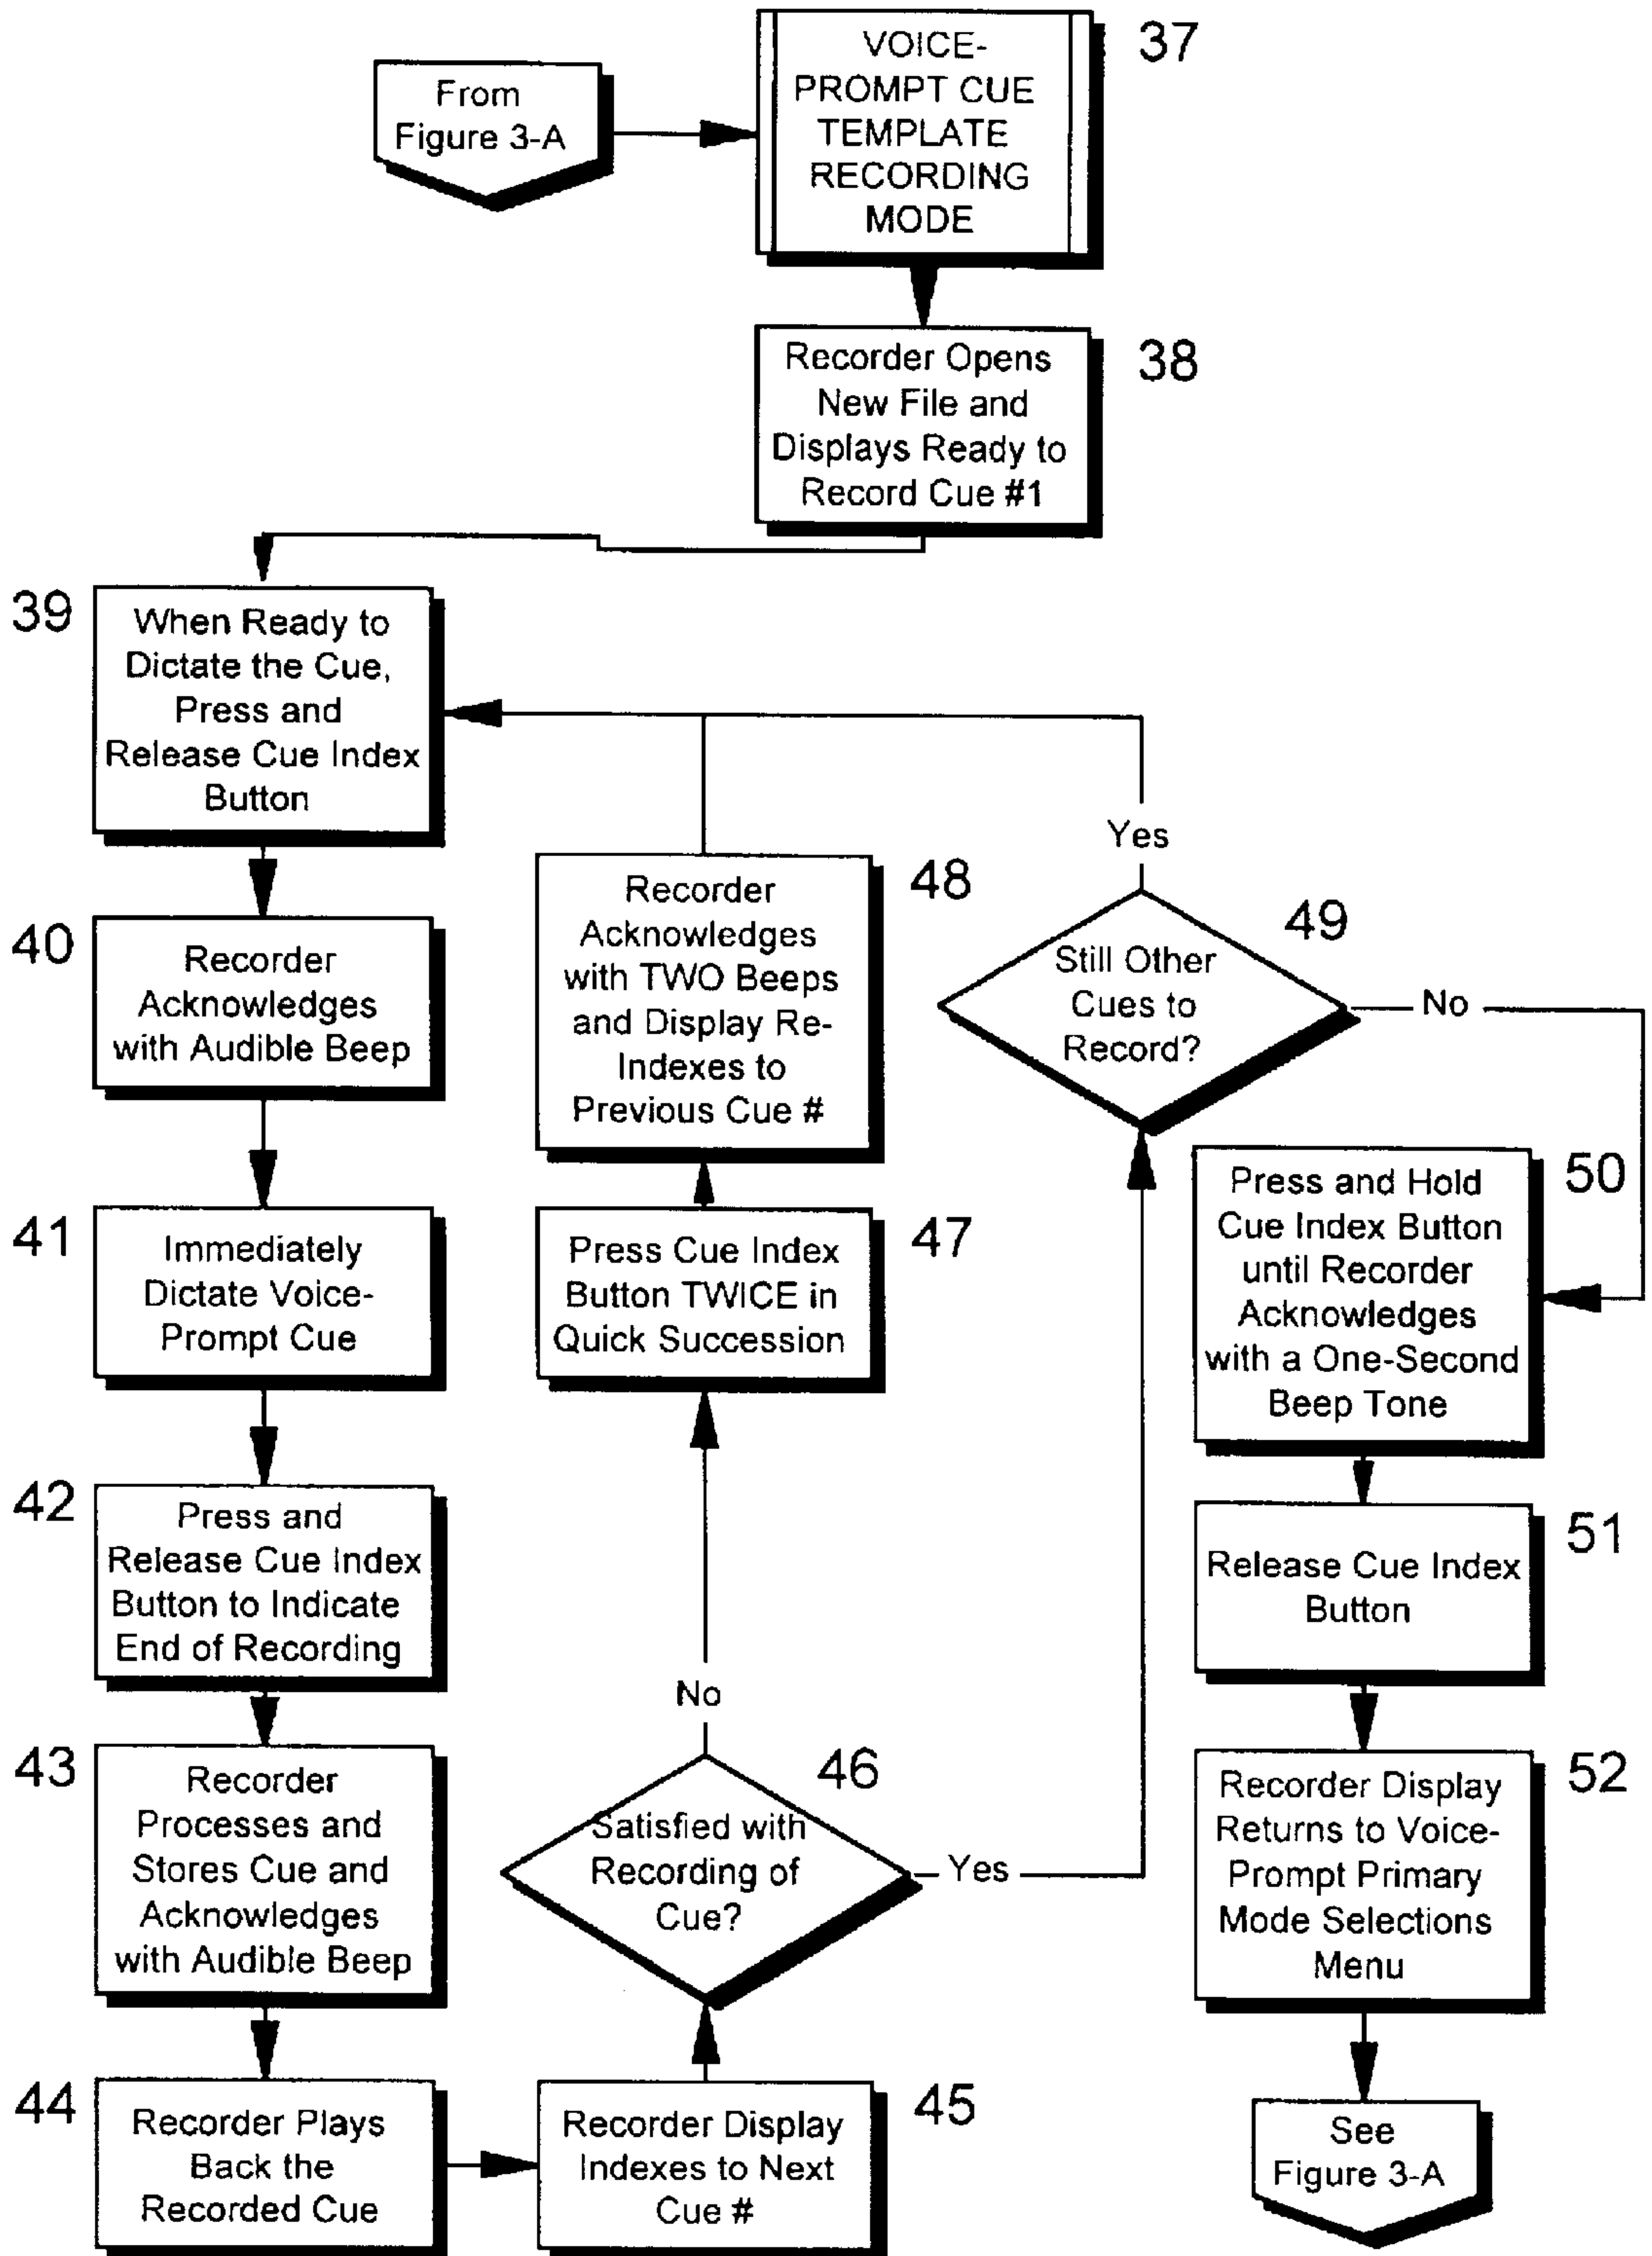 From
Figure 3-A
VOICE-
PROMPT CUE
TEMPLATE
RECORDING
MODE
37
Recorder Opens
New File and
Displays Ready to
Record Cue #1
38
39
When Ready to
Dictate the Cue,
Press and
Release Cue Index
Button
40
Recorder
Acknowledges
with Audible Beep
41
Immediately
Dictate Voice-
Prompt Cue
42
Press and
Release Cue Index
Button to Indicate
End of Recording
43
Recorder
Processes and
Stores Cue and
Acknowledges
with Audible Beep
44
Recorder Plays
Back the
Recorded Cue
Recorder Display
Indexes to Next
Cue #
45
Satisfied with
Recording of
Cue?
46
No
Yes
Press Cue Index
Button TWICE in
Quick Succession
47
Recorder
Acknowledges
with TWO Beeps
and Display Re-
Indexes to
Previous Cue #
48
Still Other
Cues to
Record?
49
Yes
No
Press and Hold
Cue Index Button
until Recorder
Acknowledges
with a One-Second
Beep Tone
50
Release Cue Index
Button
51
Recorder Display
Returns to Voice-
Prompt Primary
Mode Selections
Menu
52
See
Figure 3-A